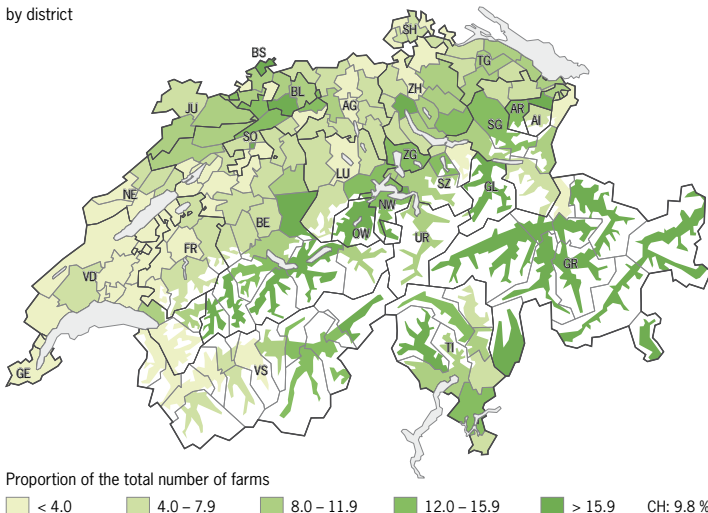 by district
SH
BS
TG
BL
ZH
JU
AG
AR
SG
AI
SO
ZG
LU
SZ
GL
NE
NW
BE
OW
UR
FR
GR
VD
TI
VS
GE
Proportion of the total number of farms
< 4.0 4.0 – 7.9 8.0 – 11.9 12.0 – 15.9 > 15.9 CH: 9.8 %